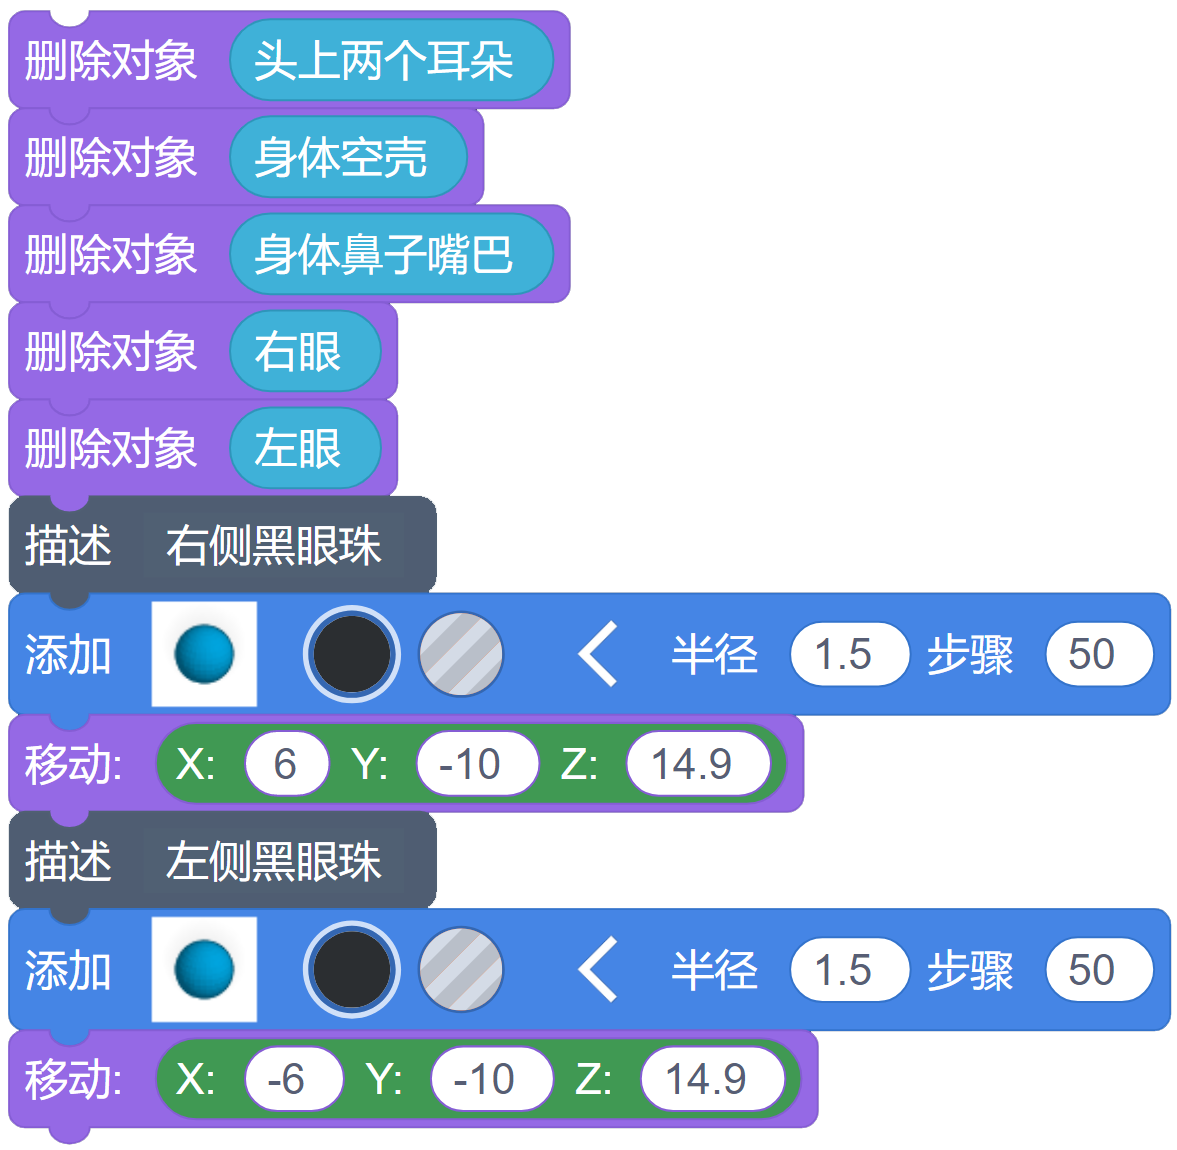 删除对象 头上两个耳朵
删除对象 身体空壳
删除对象 身体鼻子嘴巴
删除对象 右眼
删除对象 左眼
描述 右侧黑眼珠
添加 半径 1.5 步骤 50
移动: X: 6 Y: -10 Z: 14.9
描述 左侧黑眼珠
添加 半径 1.5 步骤 50
移动: X: -6 Y: -10 Z: 14.9